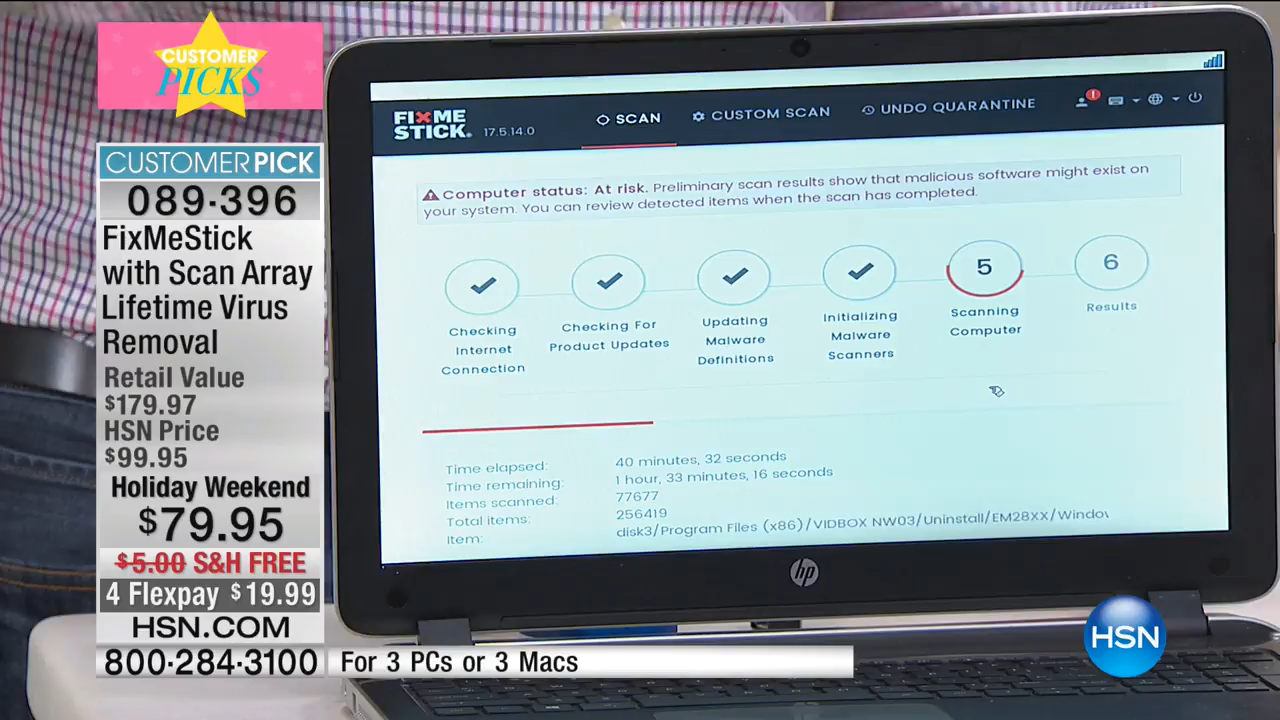 CUSTOMER
PICKS
CUSTOMER PICK
089·396
FixMeStick
with Scan Array
Lifetime Virus
Removal
Retail Value
$179.97
HSN Price
$99.95
Holiday Weekend
$79.95
$5.00 S&H FREE
4 Flexpay $19.99
HSN.COM
800·284·3100
For 3 PCs or 3 Macs
FIXME
STICK. 17.5.14.0
SCAN
CUSTOM SCAN
UNDO QUARANTINE
Computer status: At risk. Preliminary scan results show that malicious software might exist on
your system. You can review detected items when the scan has completed.
5
6
Checking
Internet
Connection
Checking For
Product Updates
Updating
Malware
Definitions
Initializing
Malware
Scanners
Scanning
Computer
Results
Time elapsed: 40 minutes, 32 seconds
Time remaining: 1 hour, 33 minutes, 16 seconds
Items scanned: 77677
Total items: 256419
Item: disk3/Program Files (x86)/VIDBOX NW03/Uninstall/EM28XX/Window
hp
HSN